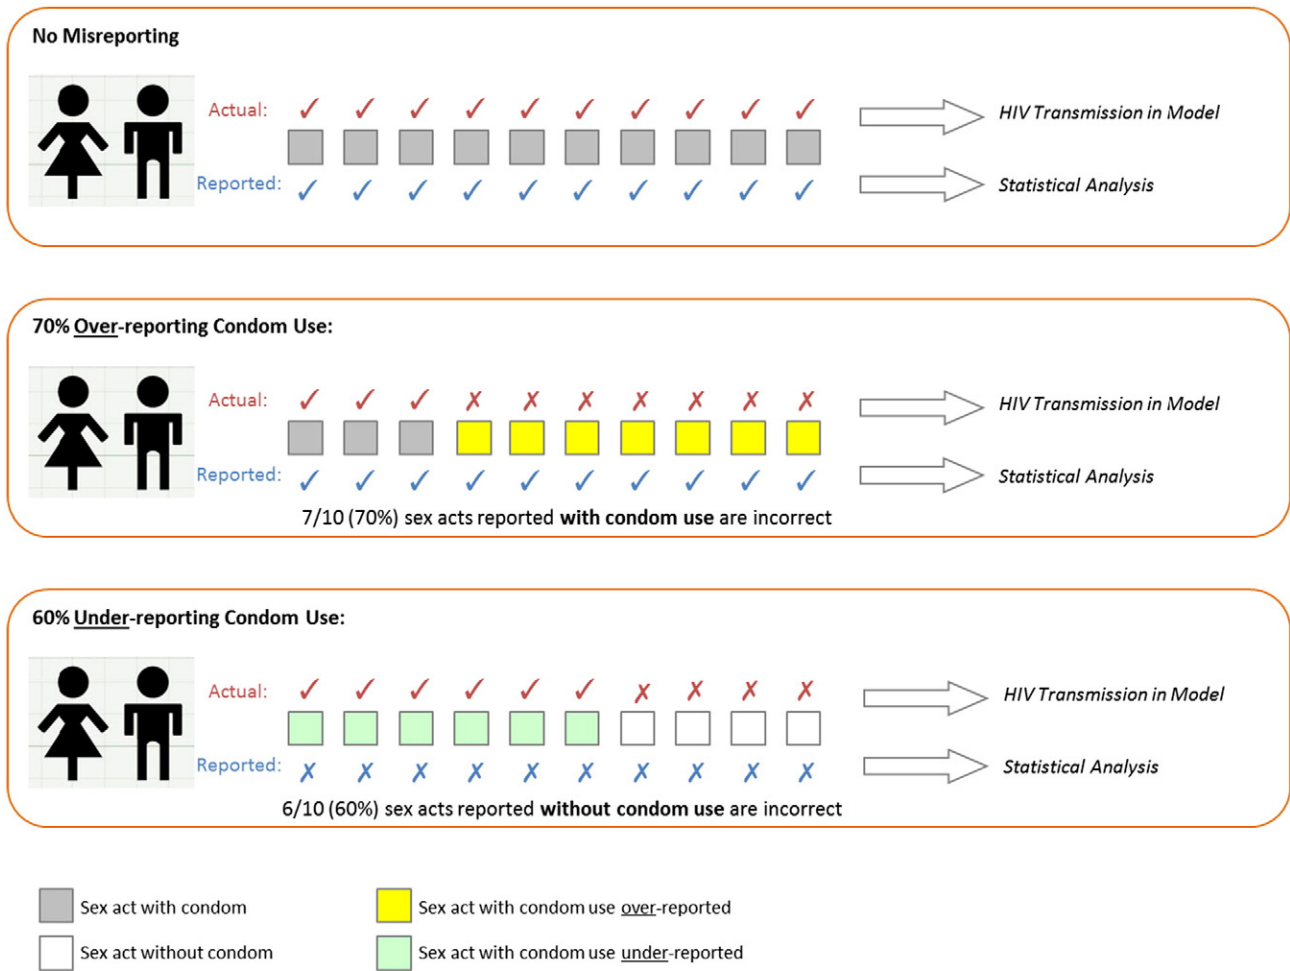 No Misreporting
Actual: ✓ ✓ ✓ ✓ ✓ ✓ ✓ ✓ ✓ ✓
HIV Transmission in Model
Reported: ✓ ✓ ✓ ✓ ✓ ✓ ✓ ✓ ✓ ✓
Statistical Analysis
70% Over-reporting Condom Use:
Actual: ✓ ✓ ✓ ✗ ✗ ✗ ✗ ✗ ✗ ✗
HIV Transmission in Model
Reported: ✓ ✓ ✓ ✓ ✓ ✓ ✓ ✓ ✓ ✓
Statistical Analysis
7/10 (70%) sex acts reported with condom use are incorrect
60% Under-reporting Condom Use:
Actual: ✓ ✓ ✓ ✓ ✓ ✓ ✗ ✗ ✗ ✗
HIV Transmission in Model
Reported: ✗ ✗ ✗ ✗ ✗ ✗ ✗ ✗ ✗ ✗
Statistical Analysis
6/10 (60%) sex acts reported without condom use are incorrect
Sex act with condom
Sex act with condom use over-reported
Sex act without condom
Sex act with condom use under-reported